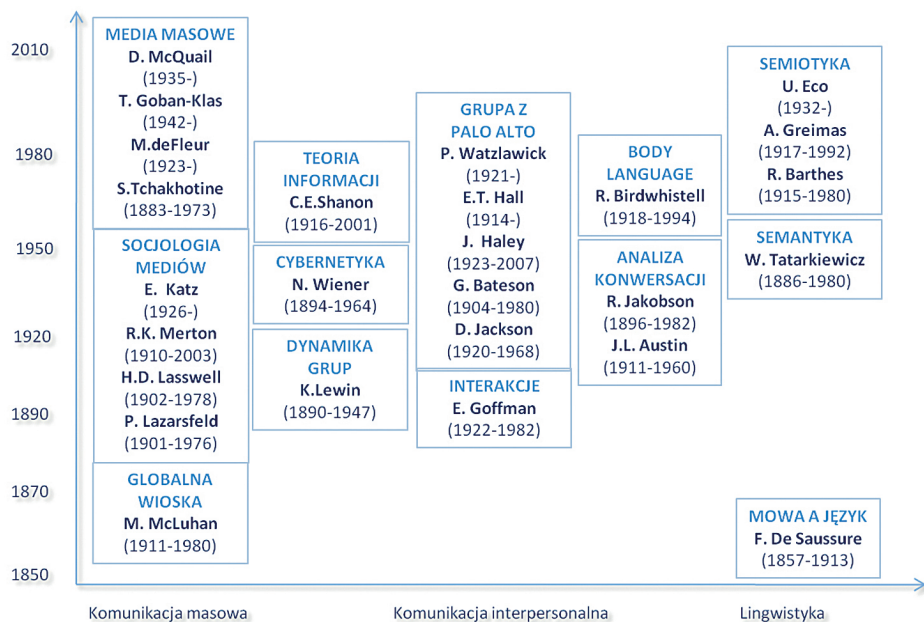 2010
1980
1950
1920
1890
1870
1850
MEDIA MASOWE
D. McQuail
(1935-)
T. Goban-Klas
(1942-)
M.deFleur
(1923-)
S.Tchakhotine
(1883-1973)
SOCJOLOGIA
MEDIÓW
E. Katz
(1926-)
R.K. Merton
(1910-2003)
H.D. Lasswell
(1902-1978)
P. Lazarsfeld
(1901-1976)
GLOBALNA
WIOSKA
M. McLuhan
(1911-1980)
TEORIA
INFORMACJI
C.E.Shanon
(1916-2001)
CYBERNETYKA
N. Wiener
(1894-1964)
DYNAMIKA
GRUP
K.Lewin
(1890-1947)
GRUPA Z
PALO ALTO
P. Watzlawick
(1921-)
E.T. Hall
(1914-)
J. Haley
(1923-2007)
G. Bateson
(1904-1980)
D. Jackson
(1920-1968)
INTERAKCJE
E. Goffman
(1922-1982)
BODY
LANGUAGE
R. Birdwhistell
(1918-1994)
ANALIZA
KONWERSACJI
R. Jakobson
(1896-1982)
J.L. Austin
(1911-1960)
SEMIOTYKA
U. Eco
(1932-)
A. Greimas
(1917-1992)
R. Barthes
(1915-1980)
SEMANTYKA
W. Tatarkiewicz
(1886-1980)
MOWA A JĘZYK
F. De Saussure
(1857-1913)
Komunikacja masowa
Komunikacja interpersonalna
Lingwistyka